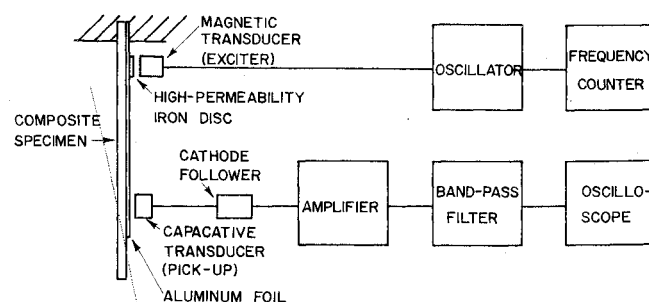 MAGNETIC
TRANSDUCER
(EXCITER)
HIGH-PERMEABILITY
IRON DISC
OSCILLATOR
FREQUENCY
COUNTER
COMPOSITE
SPECIMEN
CATHODE
FOLLOWER
AMPLIFIER
BAND-PASS
FILTER
OSCILLO-
SCOPE
CAPACATIVE
TRANSDUCER
(PICK-UP)
ALUMINUM FOIL